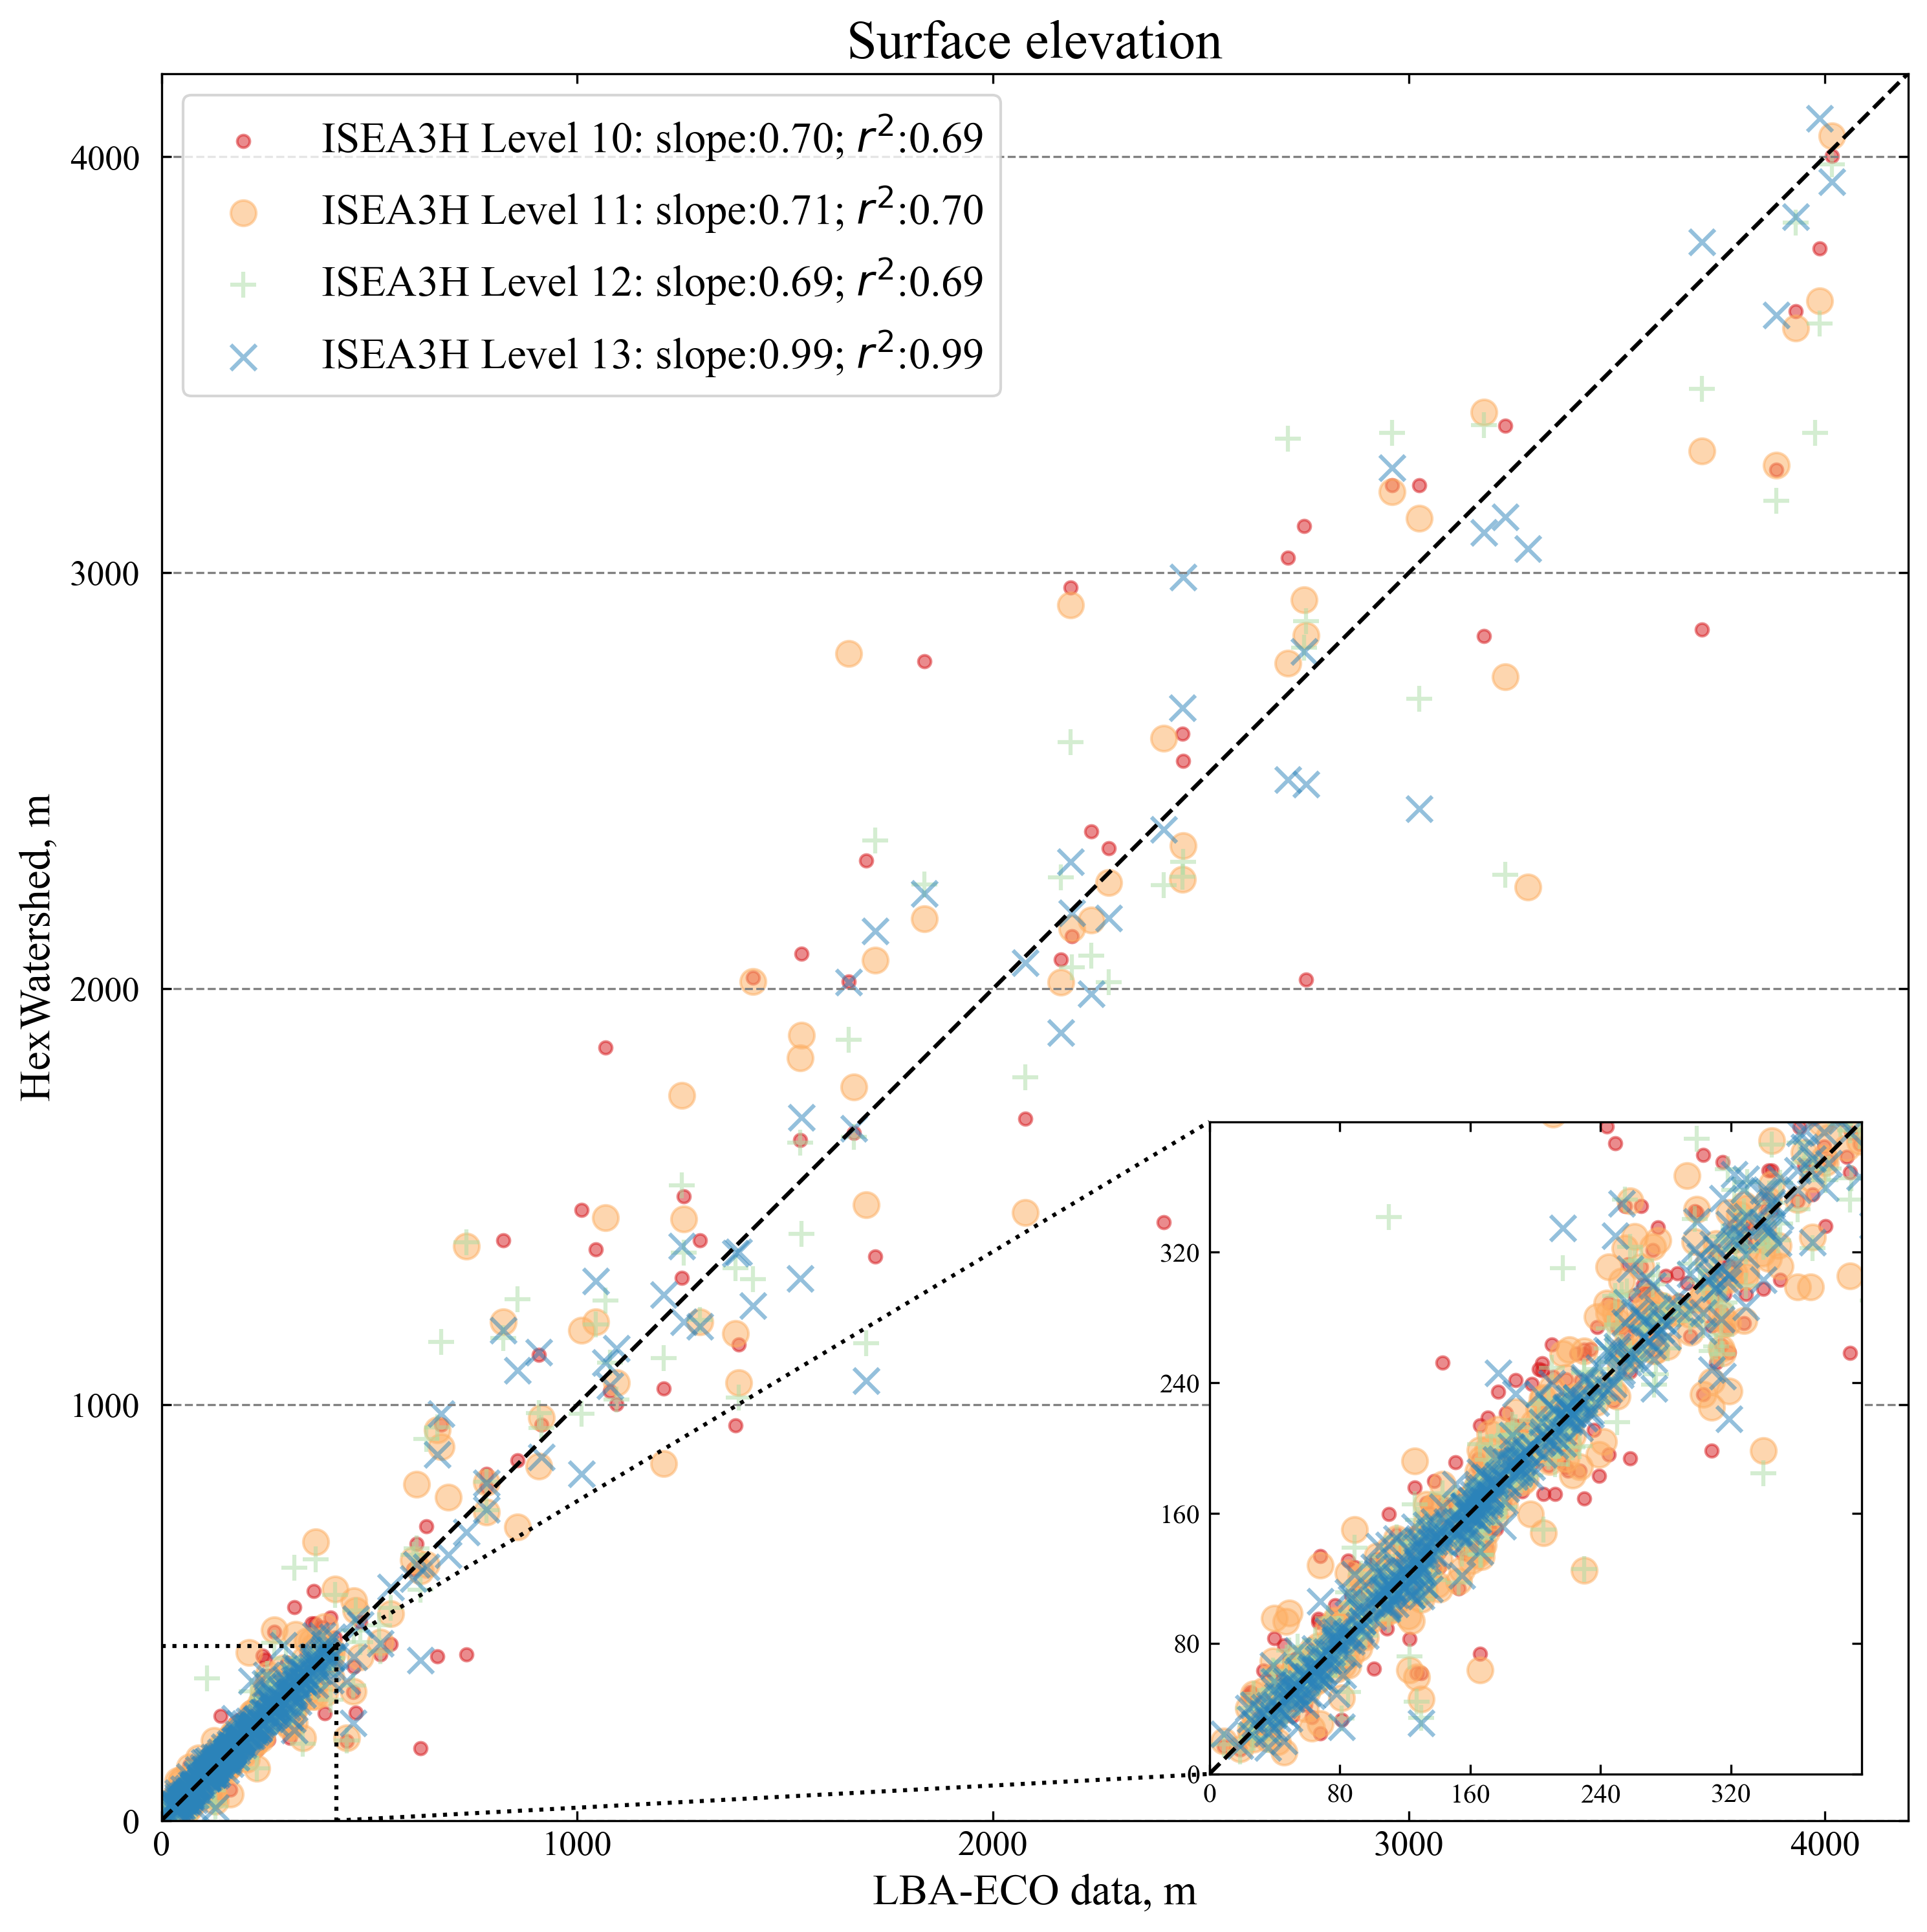 Surface elevation
ISEA3H Level 10: slope:0.70; r²:0.69
ISEA3H Level 11: slope:0.71; r²:0.70
ISEA3H Level 12: slope:0.69; r²:0.69
ISEA3H Level 13: slope:0.99; r²:0.99
HexWatershed, m
4000
3000
2000
1000
0
320
240
160
80
0
0 80 160 240 320
0 1000 2000 3000 4000
LBA-ECO data, m